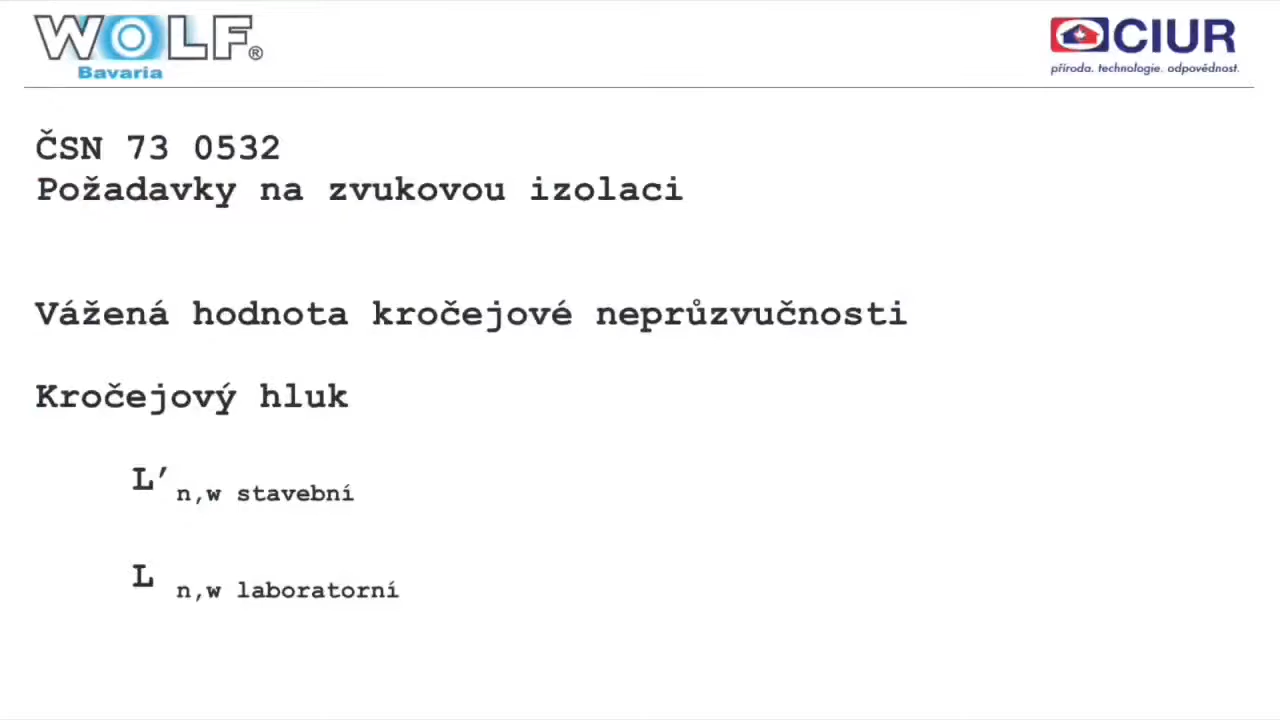 WOLF®
Bavaria
CIUR
příroda. technologie. odpovědnost.
ČSN 73 0532
Požadavky na zvukovou izolaci
Vážená hodnota kročejové neprůzvučnosti
Kročejový hluk
L’n,w stavební
L n,w laboratorní